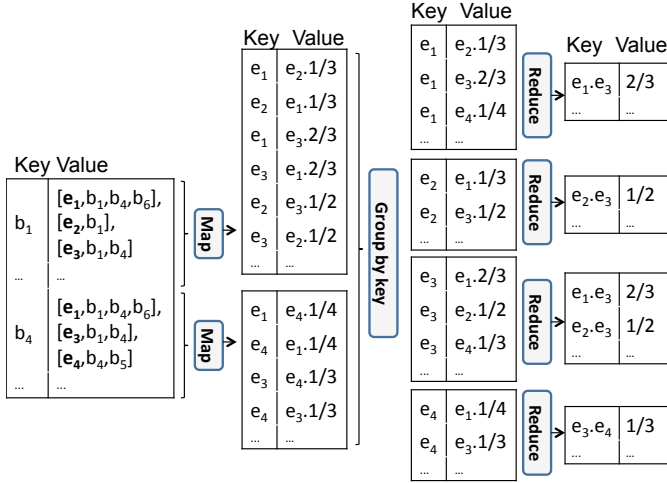 Key Value
b1 [e1,b1,b4,b6],
[e2,b1],
[e3,b1,b4]
... ...
b4 [e1,b1,b4,b6],
[e3,b1,b4],
[e4,b4,b5]
... ...
Map
Map
Key Value
e1 e2.1/3
e2 e1.1/3
e1 e3.2/3
e3 e1.2/3
e2 e3.1/2
e3 e2.1/2
... ...
e1 e4.1/4
e4 e1.1/4
e3 e4.1/3
e4 e3.1/3
... ...
Group by key
Key Value
e1 e2.1/3
e1 e3.2/3
e1 e4.1/4
... ...
Reduce
Key Value
e1.e3 2/3
... ...
e2 e1.1/3
e2 e3.1/2
... ...
Reduce
e2.e3 1/2
... ...
e3 e1.2/3
e3 e2.1/2
e3 e4.1/3
... ...
Reduce
e1.e3 2/3
e2.e3 1/2
... ...
e4 e1.1/4
e4 e3.1/3
... ...
Reduce
e3.e4 1/3
... ...